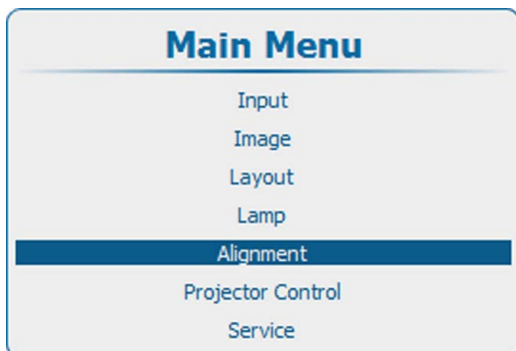 Main Menu
Input
Image
Layout
Lamp
Alignment
Projector Control
Service